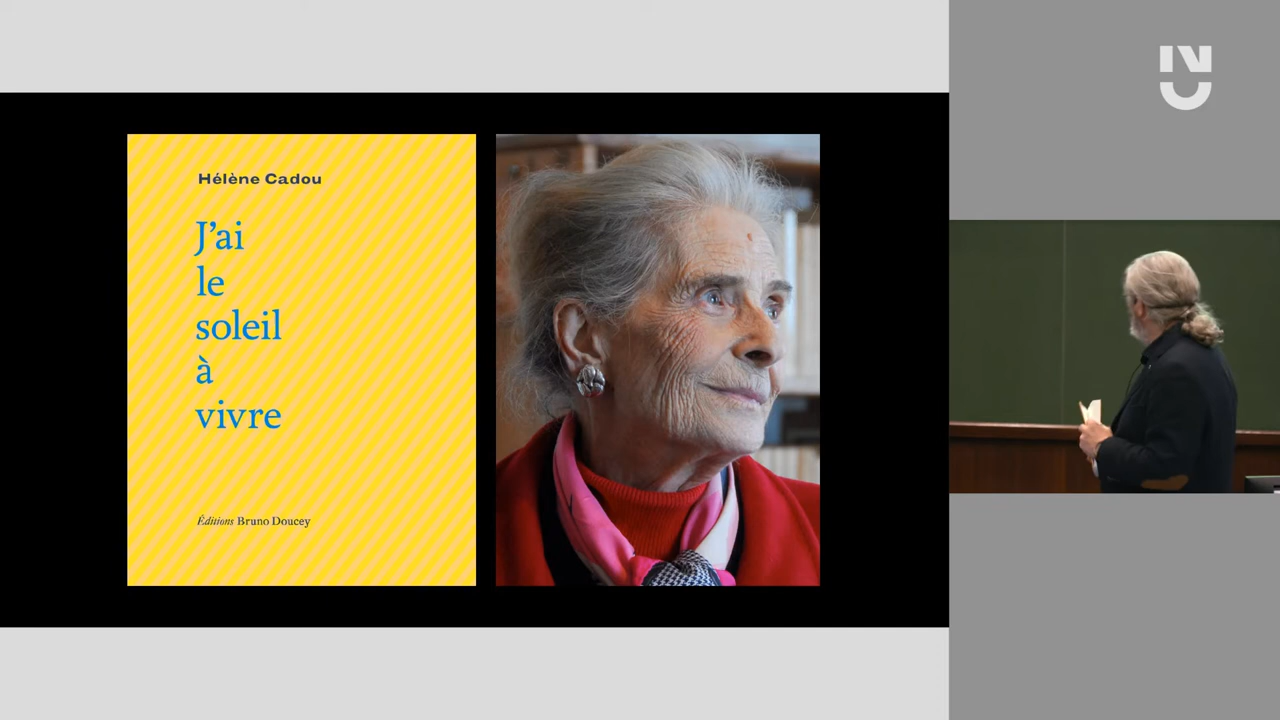 Hélène Cadou
J'ai
le
soleil
à
vivre
Éditions Bruno Doucey